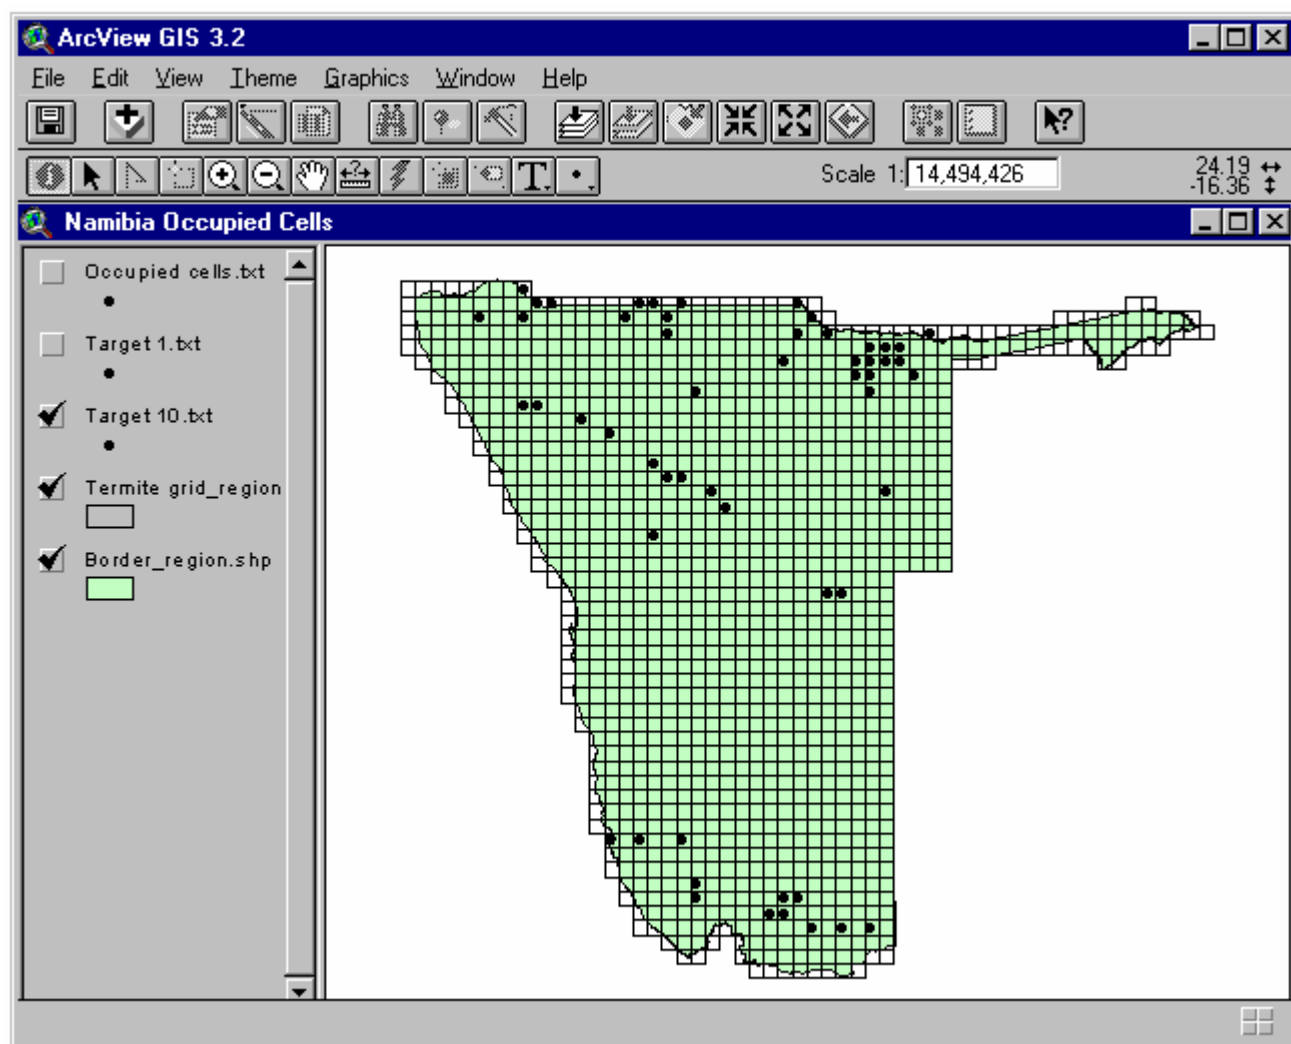 ArcView GIS 3.2
File Edit View Theme Graphics Window Help
Scale 1: 14,494,426
24.19
-16.36
Namibia Occupied Cells
Occupied cells.txt
Target 1.txt
Target 10.txt
Termite grid_region
Border_region.shp